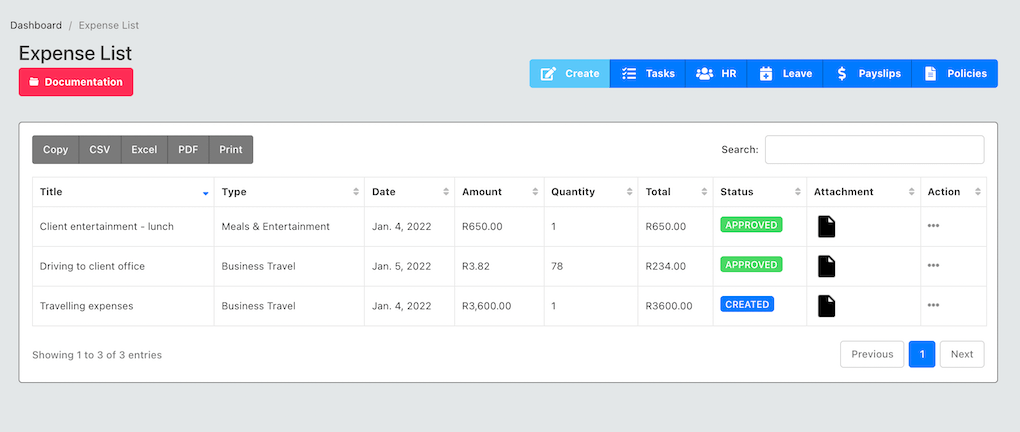 Dashboard / Expense List
Expense List
Documentation
Create Tasks HR Leave Payslips Policies
Copy CSV Excel PDF Print Search:
Title Type Date Amount Quantity Total Status Attachment Action
Client entertainment - lunch Meals & Entertainment Jan. 4, 2022 R650.00 1 R650.00 APPROVED
Driving to client office Business Travel Jan. 5, 2022 R3.82 78 R234.00 APPROVED
Travelling expenses Business Travel Jan. 4, 2022 R3,600.00 1 R3600.00 CREATED
Showing 1 to 3 of 3 entries Previous 1 Next